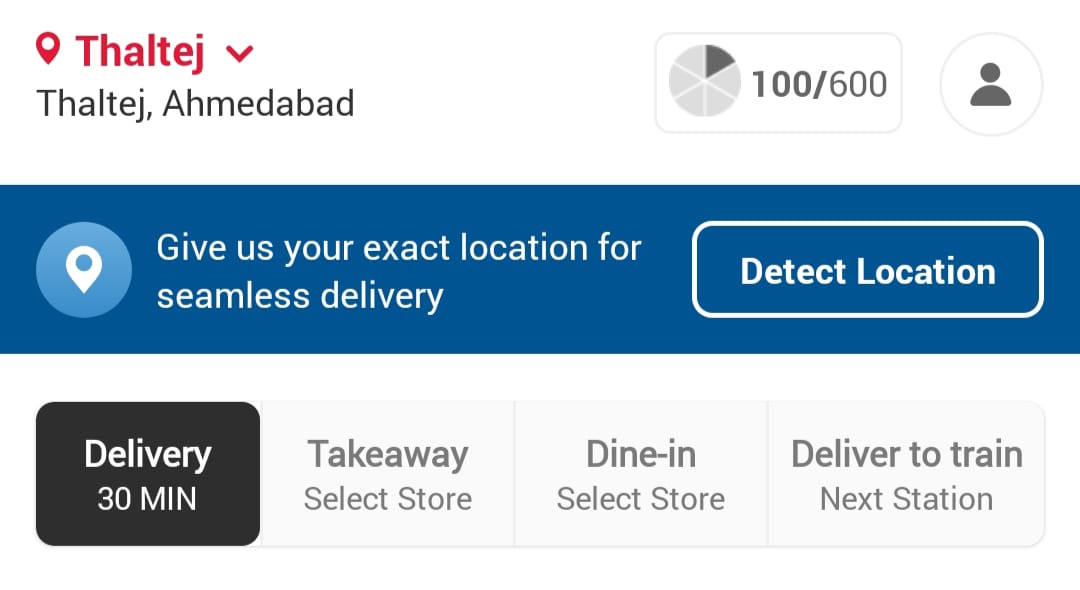 Thaltej
Thaltej, Ahmedabad
100/600
Give us your exact location for
seamless delivery
Detect Location
Delivery
30 MIN
Takeaway
Select Store
Dine-in
Select Store
Deliver to train
Next Station